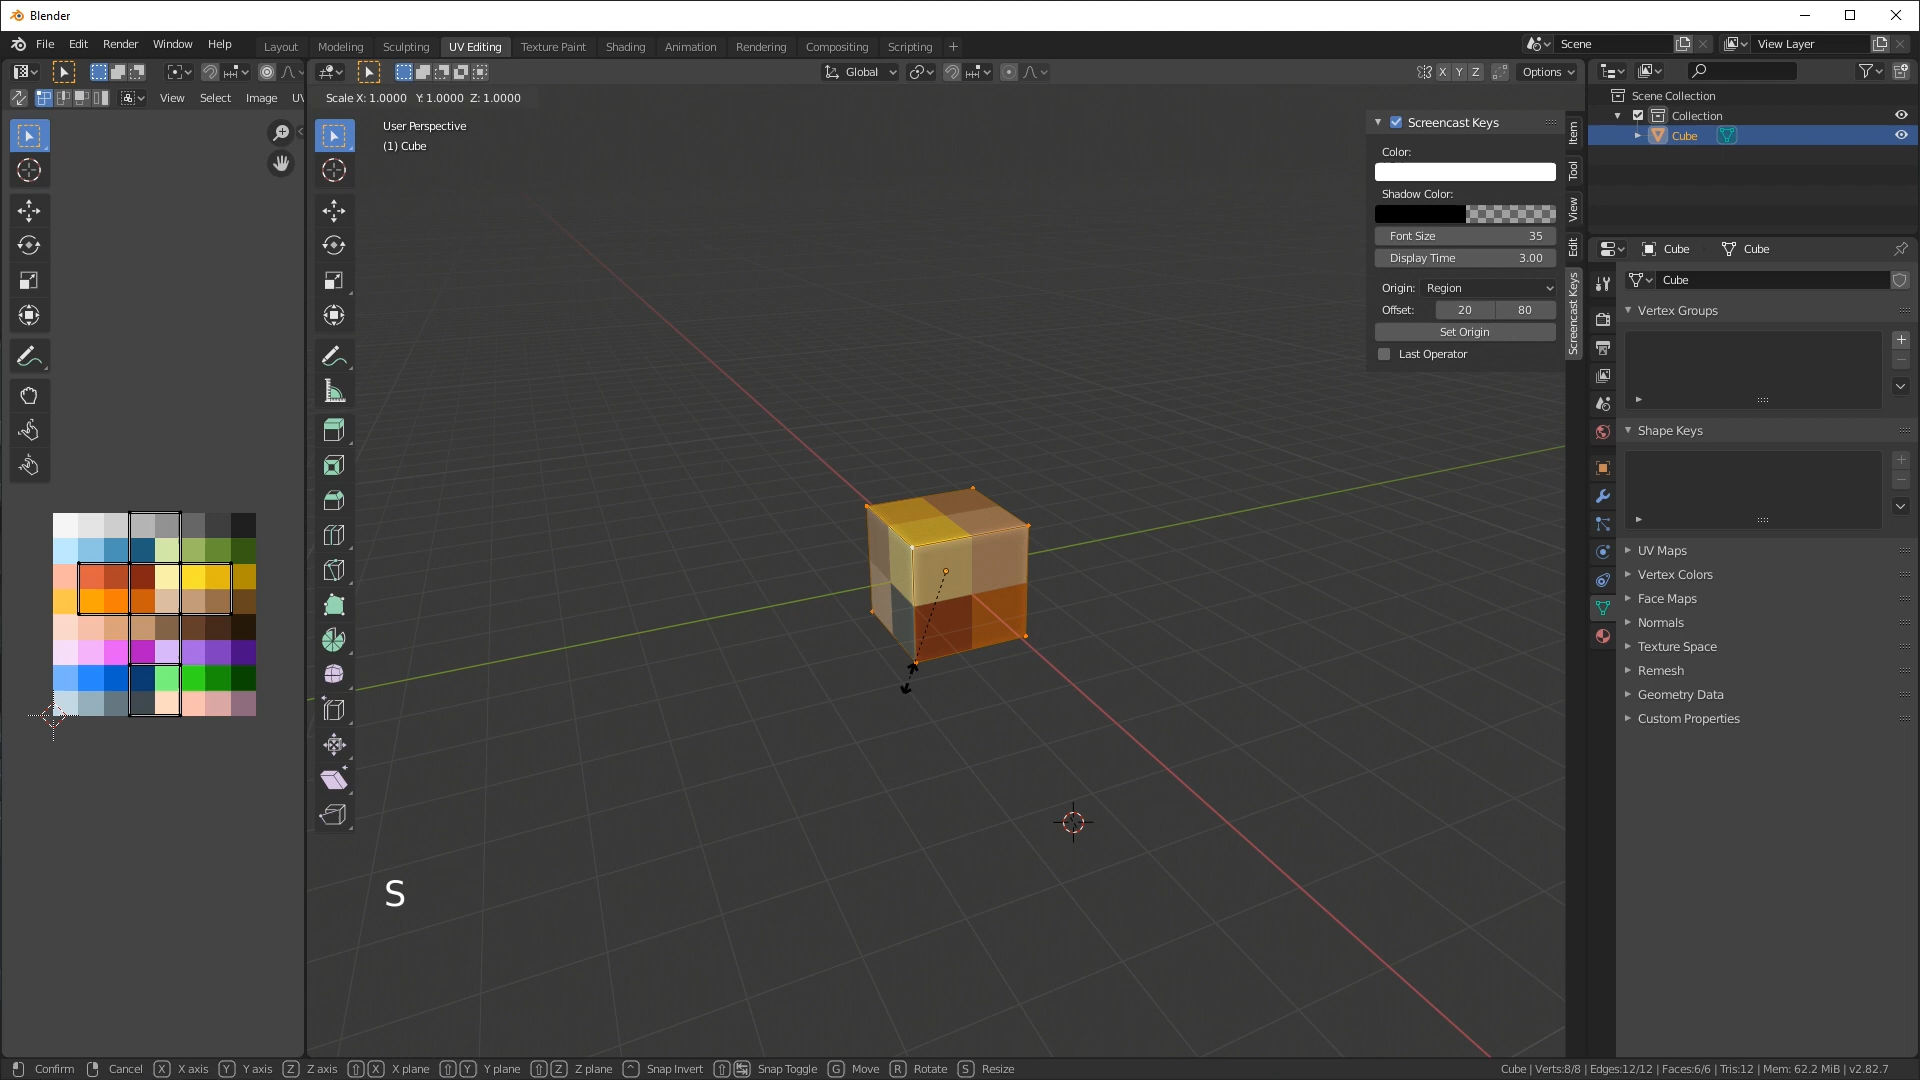 Blender
File Edit Render Window Help Layout Modeling Sculpting UV Editing Texture Paint Shading Animation Rendering Compositing Scripting + Scene View Layer
Global X Y Z Options
View Select Image UV
Scale X: 1.0000 Y: 1.0000 Z: 1.0000
User Perspective
(1) Cube
Screencast Keys
Color:
Shadow Color:
Font Size 35
Display Time 3.00
Origin: Region
Offset: 20 80
Set Origin
Last Operator
Item
Tool
View
Edit
Screencast Keys
Scene Collection
Collection
Cube
Cube Cube
Cube
Vertex Groups
Shape Keys
UV Maps
Vertex Colors
Face Maps
Normals
Texture Space
Remesh
Geometry Data
Custom Properties
S
Confirm Cancel X X axis Y Y axis Z Z axis X X plane Y Y plane Z Z plane Snap Invert Snap Toggle G Move R Rotate S Resize
Cube | Verts:8/8 | Edges:12/12 | Faces:6/6 | Tris:12 | Mem: 62.2 MiB | v2.82.7